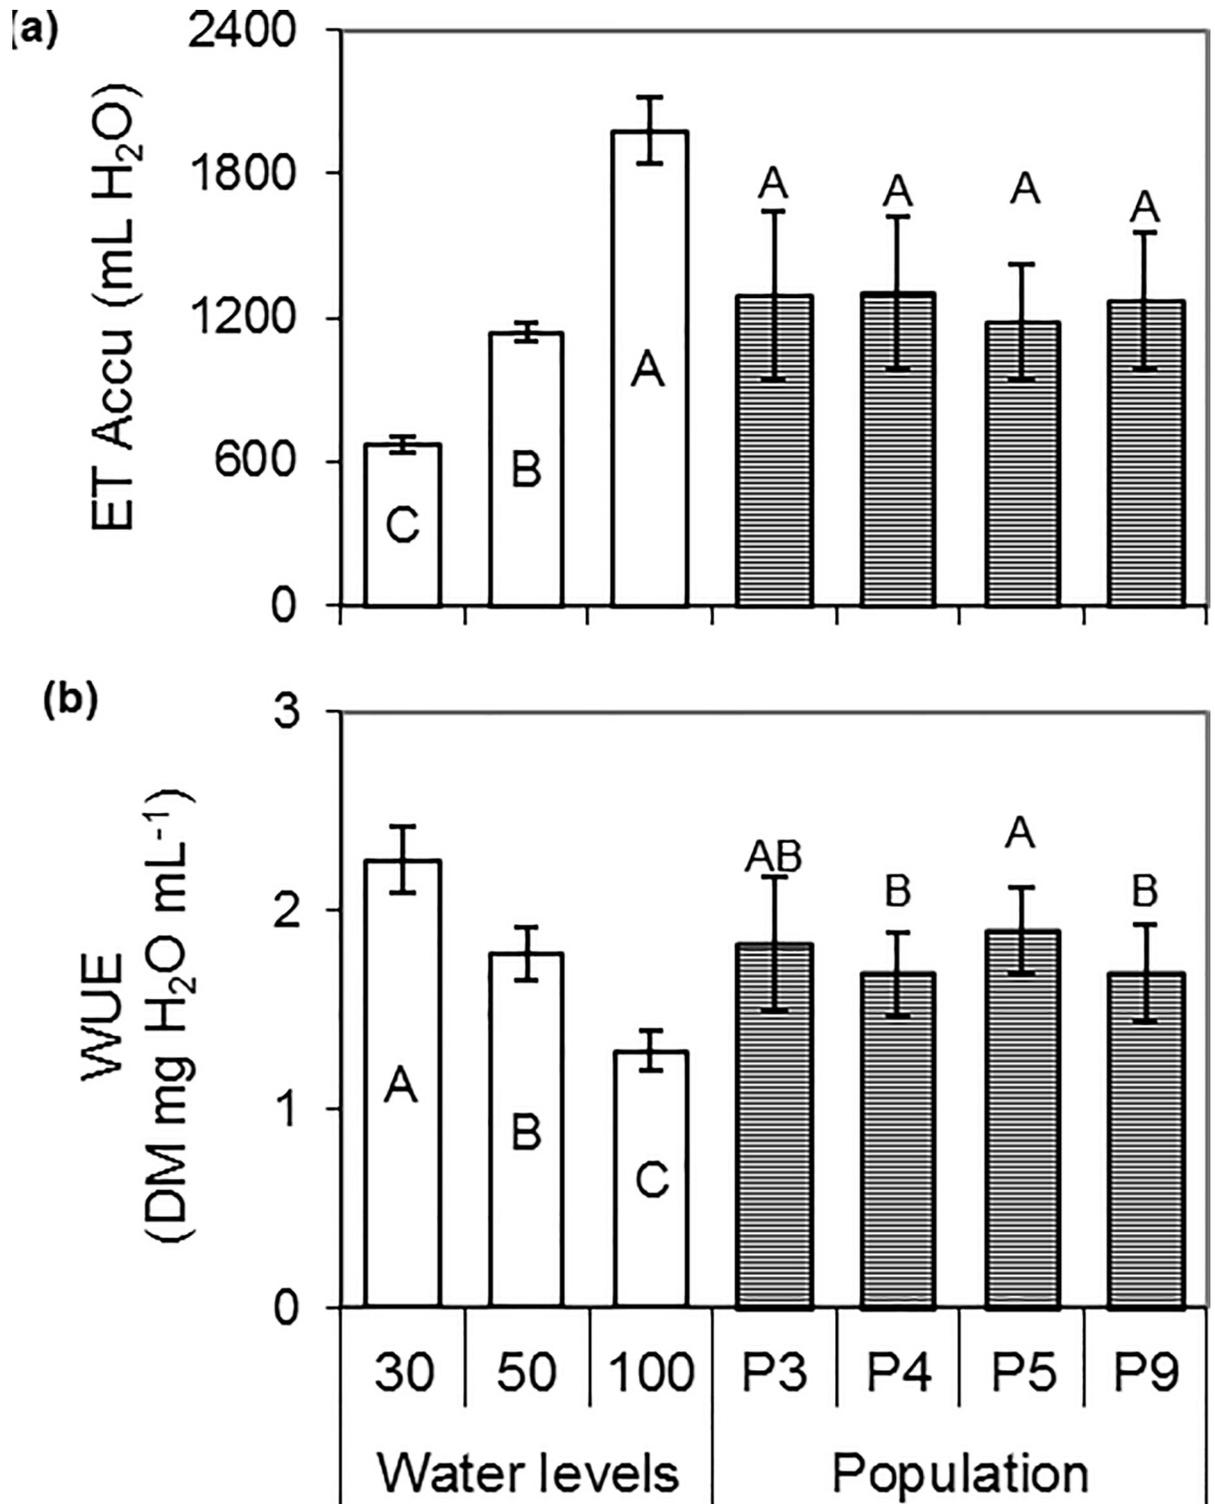 (a)
ET Accu (mL H₂O)
2400
1800
1200
600
0
C
B
A
A
A
A
A
(b)
WUE
(DM mg H₂O mL⁻¹)
3
2
1
0
A
B
C
AB
B
A
B
30 50 100 P3 P4 P5 P9
Water levels Population